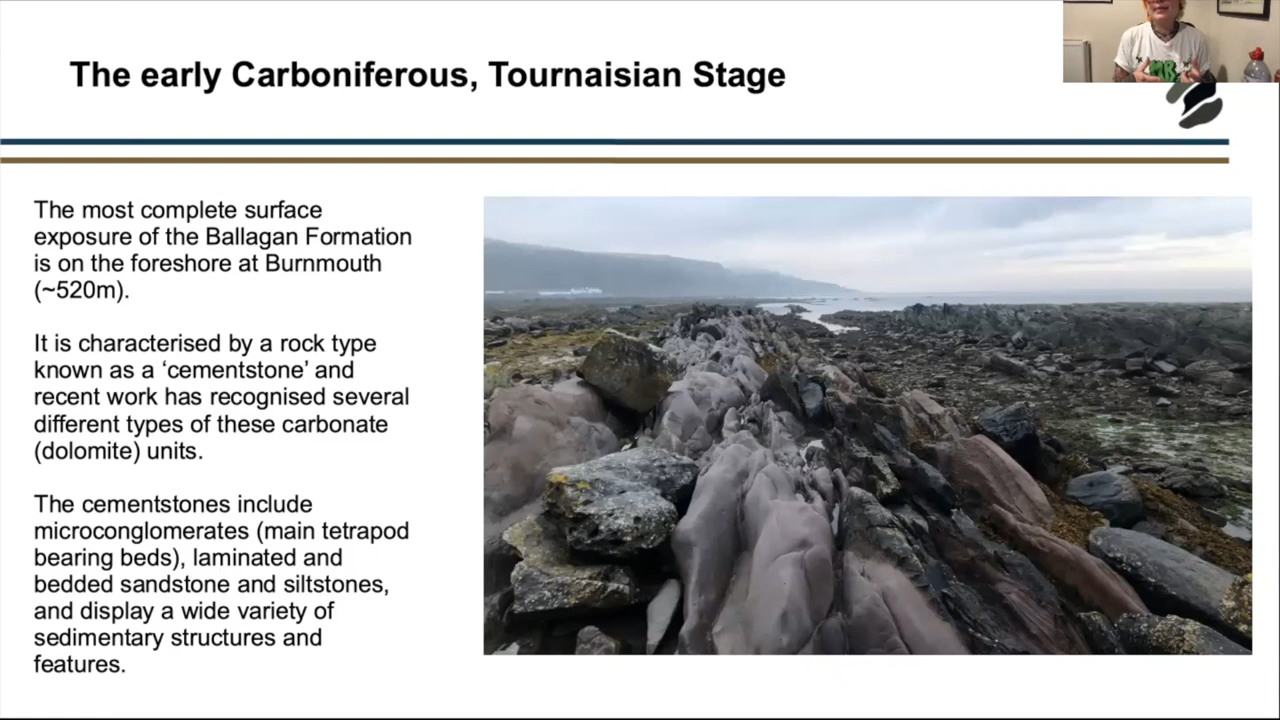 The early Carboniferous, Tournaisian Stage
The most complete surface
exposure of the Ballagan Formation
is on the foreshore at Burnmouth
(~520m).
It is characterised by a rock type
known as a ‘cementstone’ and
recent work has recognised several
different types of these carbonate
(dolomite) units.
The cementstones include
microconglomerates (main tetrapod
bearing beds), laminated and
bedded sandstone and siltstones,
and display a wide variety of
sedimentary structures and
features.